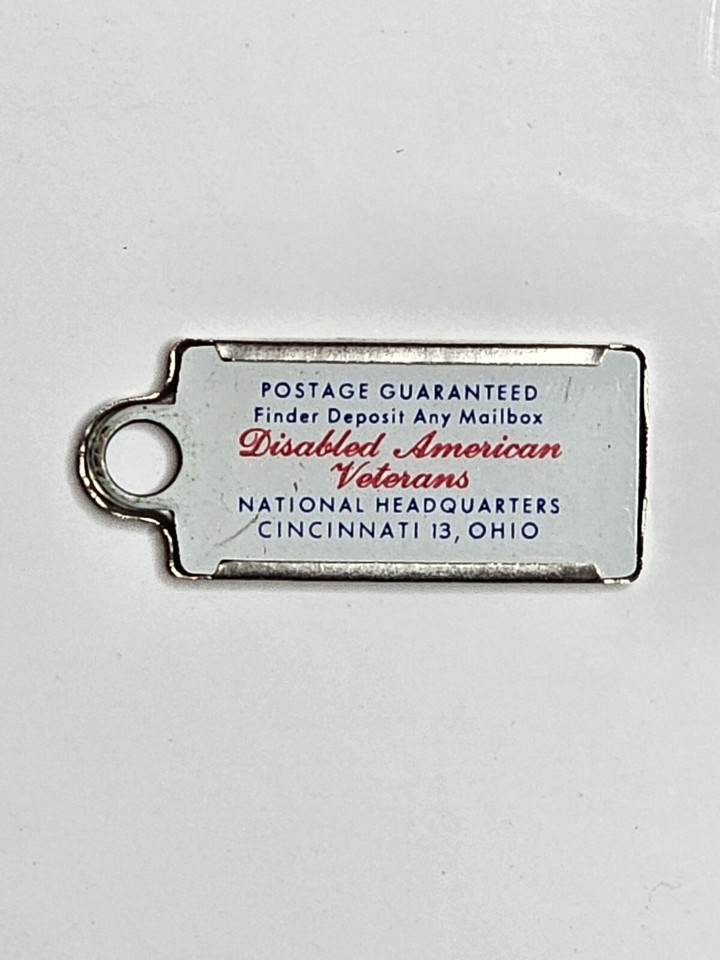 POSTAGE GUARANTEED
Finder Deposit Any Mailbox
Disabled American
Veterans
NATIONAL HEADQUARTERS
CINCINNATI 13, OHIO